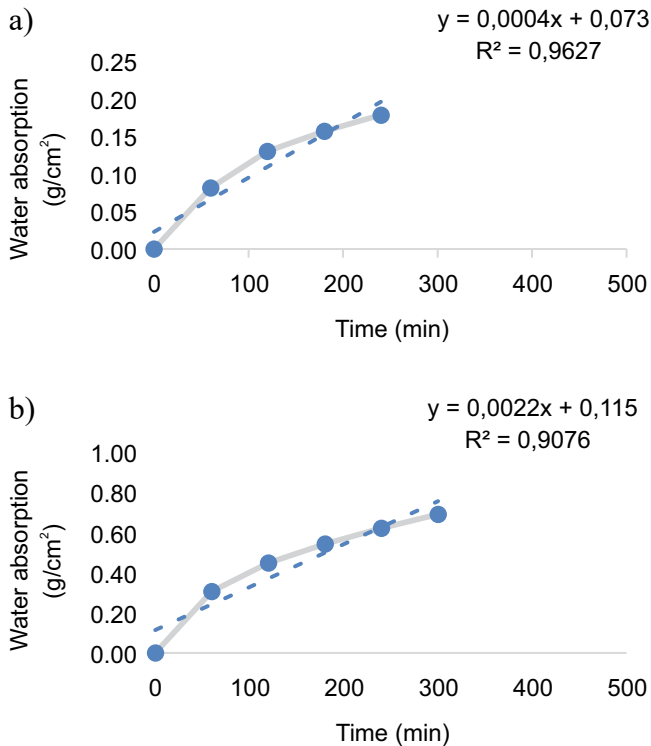 a)
y = 0,0004x + 0,073
R² = 0,9627
Water absorption
(g/cm²)
0.25
0.20
0.15
0.10
0.05
0.00
0 100 200 300 400 500
Time (min)
b)
y = 0,0022x + 0,115
R² = 0,9076
Water absorption
(g/cm²)
1.00
0.80
0.60
0.40
0.20
0.00
0 100 200 300 400 500
Time (min)